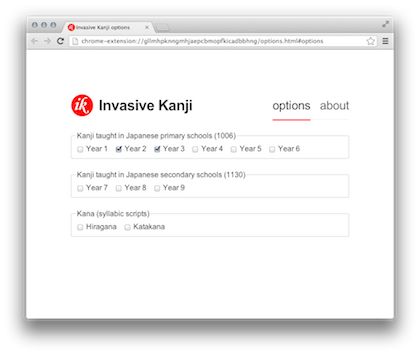 Invasive Kanji options
chrome-extension://gllmhpknngmhjaepcbmopfkicadbbhng/options.html#options
ik Invasive Kanji options about
Kanji taught in Japanese primary schools (1006)
Year 1 Year 2 Year 3 Year 4 Year 5 Year 6
Kanji taught in Japanese secondary schools (1130)
Year 7 Year 8 Year 9
Kana (syllabic scripts)
Hiragana Katakana